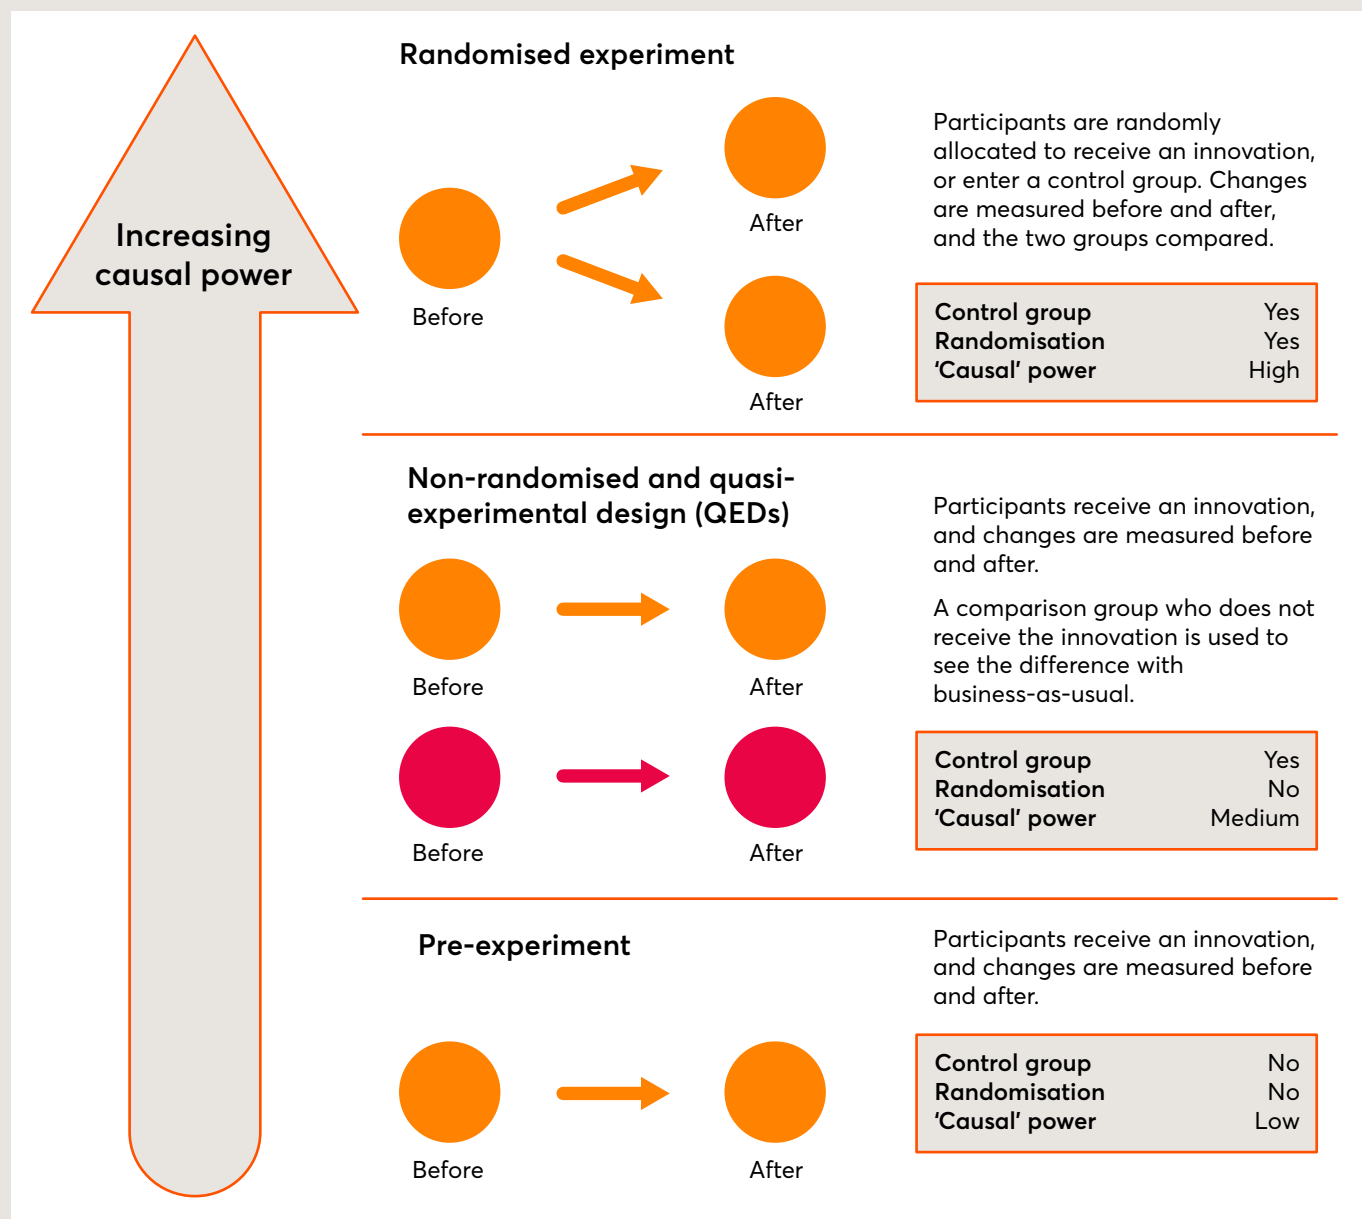 Increasing
causal power
Randomised experiment
Before
After
After
Participants are randomly
allocated to receive an innovation,
or enter a control group. Changes
are measured before and after,
and the two groups compared.
Control group Yes
Randomisation Yes
‘Causal’ power High
Non-randomised and quasi-
experimental design (QEDs)
Before
After
Before
After
Participants receive an innovation,
and changes are measured before
and after.
A comparison group who does not
receive the innovation is used to
see the difference with
business-as-usual.
Control group Yes
Randomisation No
‘Causal’ power Medium
Pre-experiment
Before
After
Participants receive an innovation,
and changes are measured before
and after.
Control group No
Randomisation No
‘Causal’ power Low